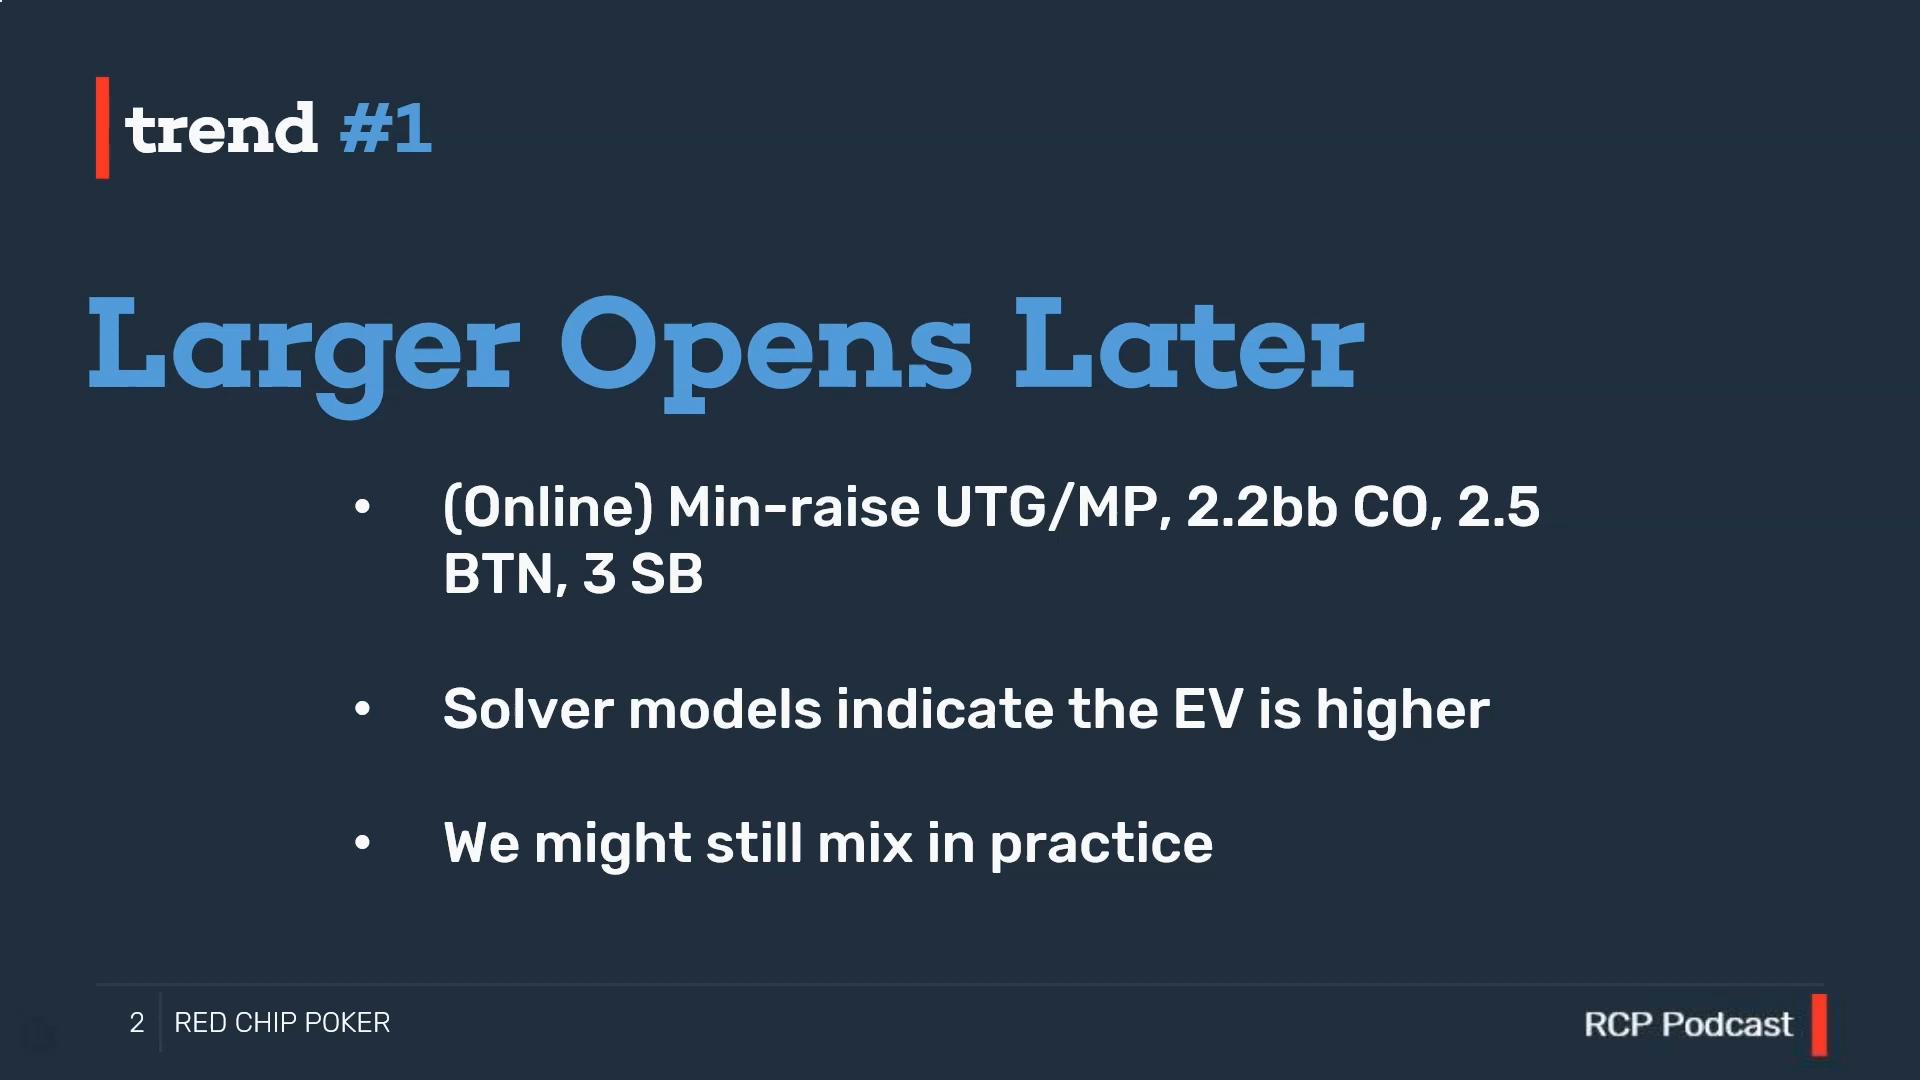 trend #1
Larger Opens Later
• (Online) Min-raise UTG/MP, 2.2bb CO, 2.5
BTN, 3 SB
• Solver models indicate the EV is higher
• We might still mix in practice
2 RED CHIP POKER
RCP Podcast